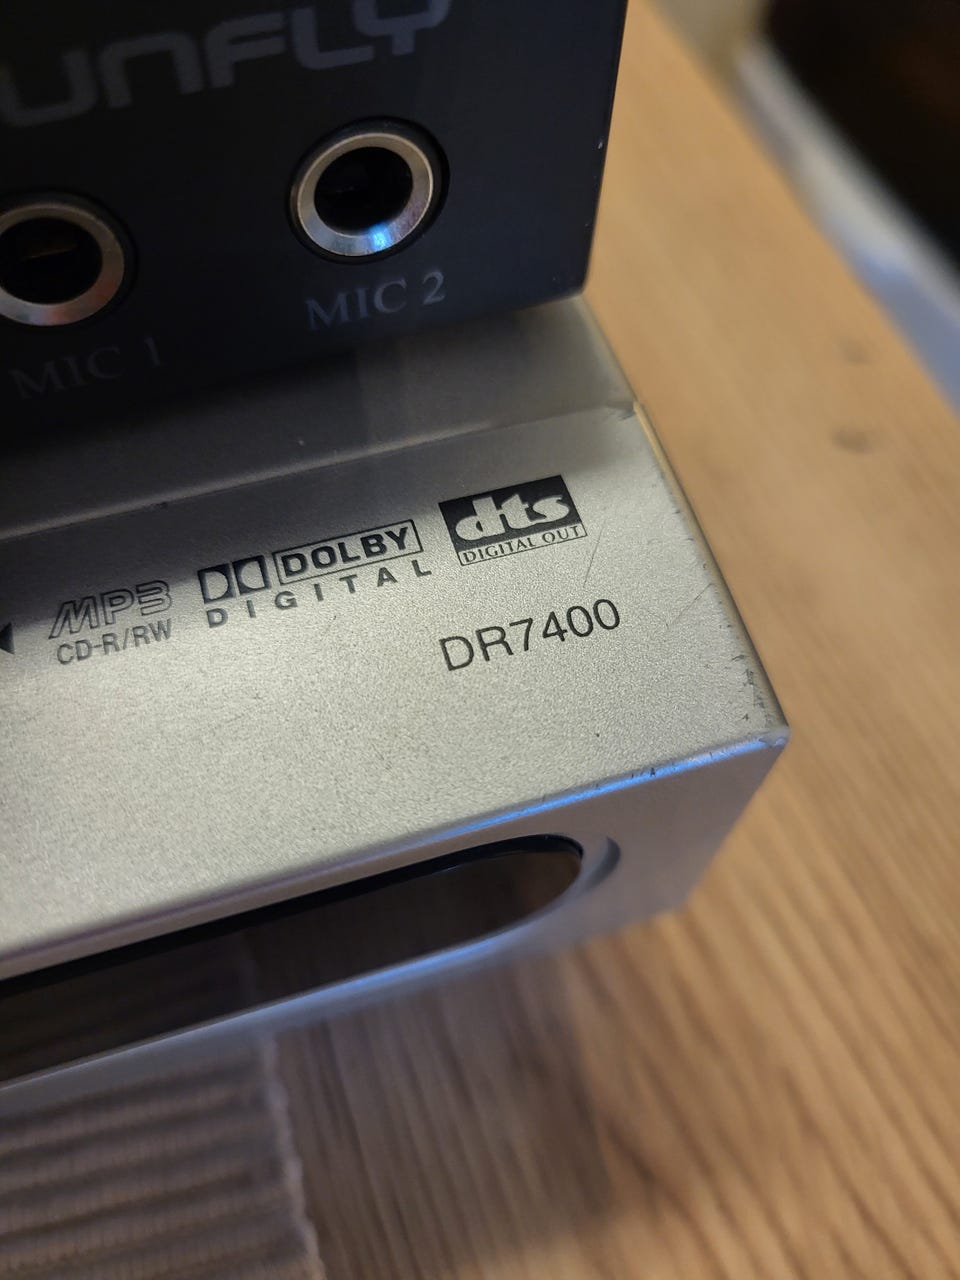 UNFLY
MIC 1
MIC 2
MP3
CD-R/RW
DOLBY
DIGITAL
dts
DIGITAL OUT
DR7400